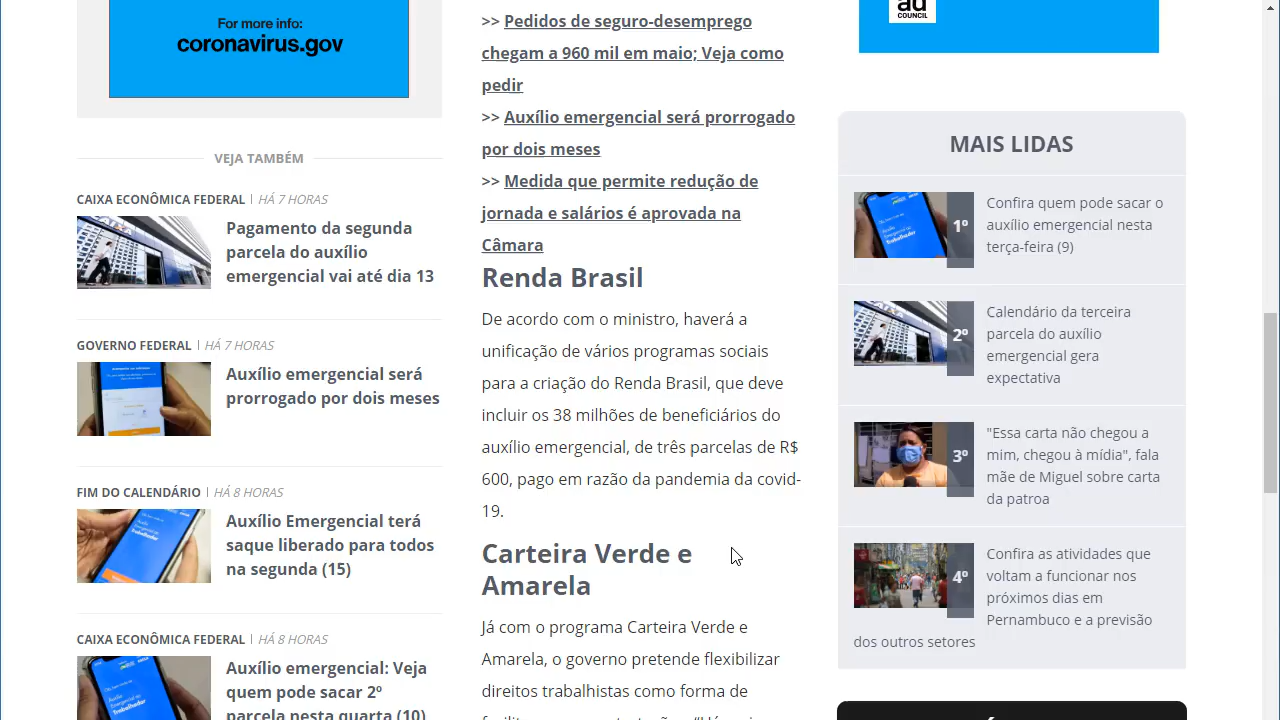 For more info:
coronavirus.gov
VEJA TAMBÉM
CAIXA ECONÔMICA FEDERAL | HÁ 7 HORAS
Pagamento da segunda
parcela do auxílio
emergencial vai até dia 13
GOVERNO FEDERAL | HÁ 7 HORAS
Auxílio emergencial será
prorrogado por dois meses
FIM DO CALENDÁRIO | HÁ 8 HORAS
Auxílio Emergencial terá
saque liberado para todos
na segunda (15)
CAIXA ECONÔMICA FEDERAL | HÁ 8 HORAS
Auxílio emergencial: Veja
quem pode sacar 2º
parcela nesta quarta (10)
>> Pedidos de seguro-desemprego
chegam a 960 mil em maio; Veja como
pedir
>> Auxílio emergencial será prorrogado
por dois meses
>> Medida que permite redução de
jornada e salários é aprovada na
Câmara
Renda Brasil
De acordo com o ministro, haverá a
unificação de vários programas sociais
para a criação do Renda Brasil, que deve
incluir os 38 milhões de beneficiários do
auxílio emergencial, de três parcelas de R$
600, pago em razão da pandemia da covid-
19.
Carteira Verde e
Amarela
Já com o programa Carteira Verde e
Amarela, o governo pretende flexibilizar
direitos trabalhistas como forma de
ad
COUNCIL
MAIS LIDAS
1º
Confira quem pode sacar o
auxílio emergencial nesta
terça-feira (9)
2º
Calendário da terceira
parcela do auxílio
emergencial gera
expectativa
3º
"Essa carta não chegou a
mim, chegou à mídia", fala
mãe de Miguel sobre carta
da patroa
4º
Confira as atividades que
voltam a funcionar nos
próximos dias em
Pernambuco e a previsão
dos outros setores